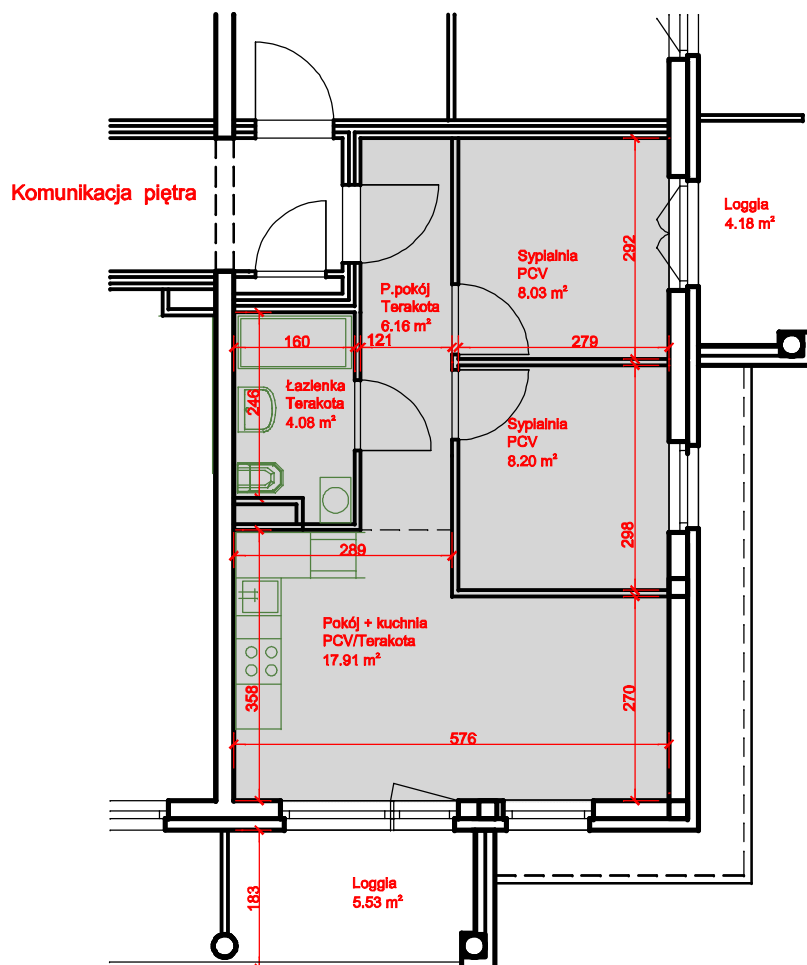 Komunikacja piętra
Loggia
4.18 m²
Sypialnia
PCV
8.03 m²
292
P.pokój
Terakota
6.16 m²
160
121
279
Łazienka
Terakota
4.08 m²
246
Sypialnia
PCV
8.20 m²
298
289
Pokój + kuchnia
PCV/Terakota
17.91 m²
358
270
576
Loggia
5.53 m²
183